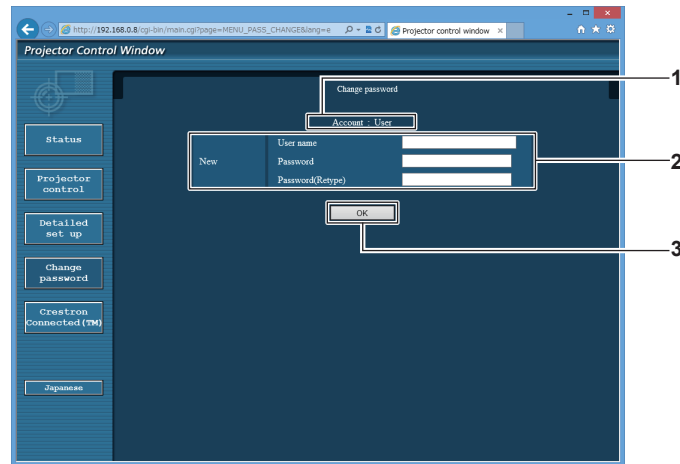 http://192.168.0.8/cgi-bin/main.cgi?page=MENU_PASS_CHANGE&lang=e
Projector control window
Projector Control Window
Change password
1
Account : User
Status
User name
New
Password
2
Password(Retype)
Projector
control
OK
Detailed
set up
3
Change
password
Crestron
Connected(TM)
Japanese